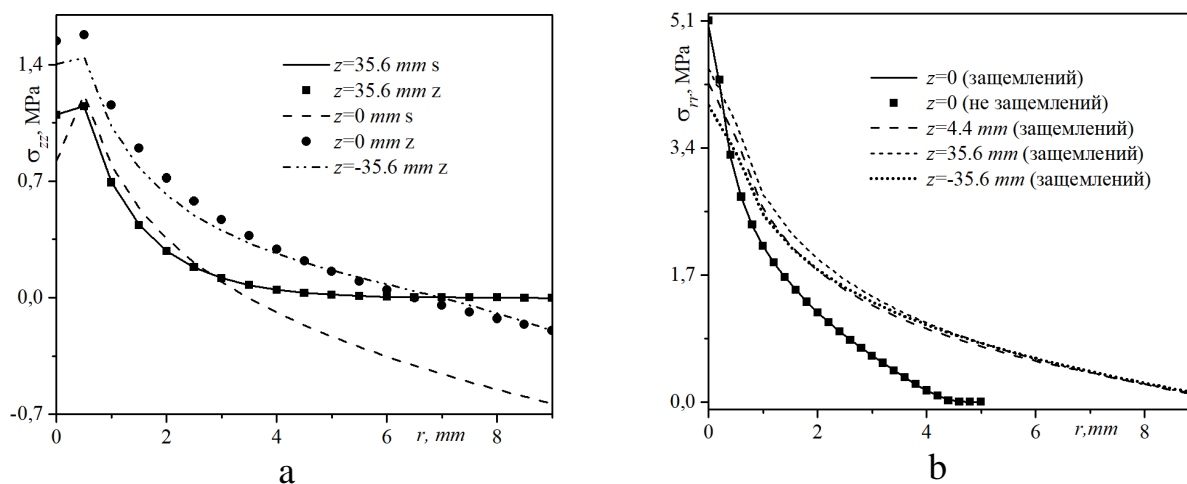 σzz, MPa
1,4
0,7
0,0
-0,7
z=35.6 mm s
z=35.6 mm z
z=0 mm s
z=0 mm z
z=-35.6 mm z
0
2
4
6
8
r, mm
a
σrr, MPa
5,1
3,4
1,7
0,0
z=0 (защемлений)
z=0 (не защемлений)
z=4.4 mm (защемлений)
z=35.6 mm (защемлений)
z=-35.6 mm (защемлений)
0
2
4
6
8
r,mm
b